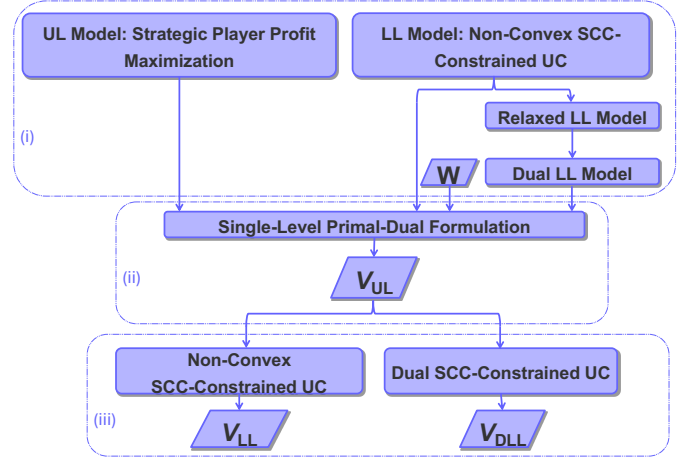 UL Model: Strategic Player Profit
Maximization
LL Model: Non-Convex SCC-
Constrained UC
(i)
Relaxed LL Model
W
Dual LL Model
Single-Level Primal-Dual Formulation
(ii)
VUL
Non-Convex
SCC-Constrained UC
Dual SCC-Constrained UC
(iii)
VLL
VDLL